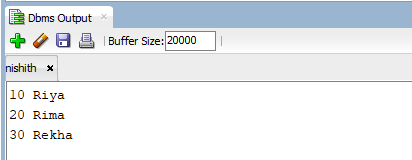 Dbms Output
Buffer Size: 20000
nishith
10 Riya
20 Rima
30 Rekha